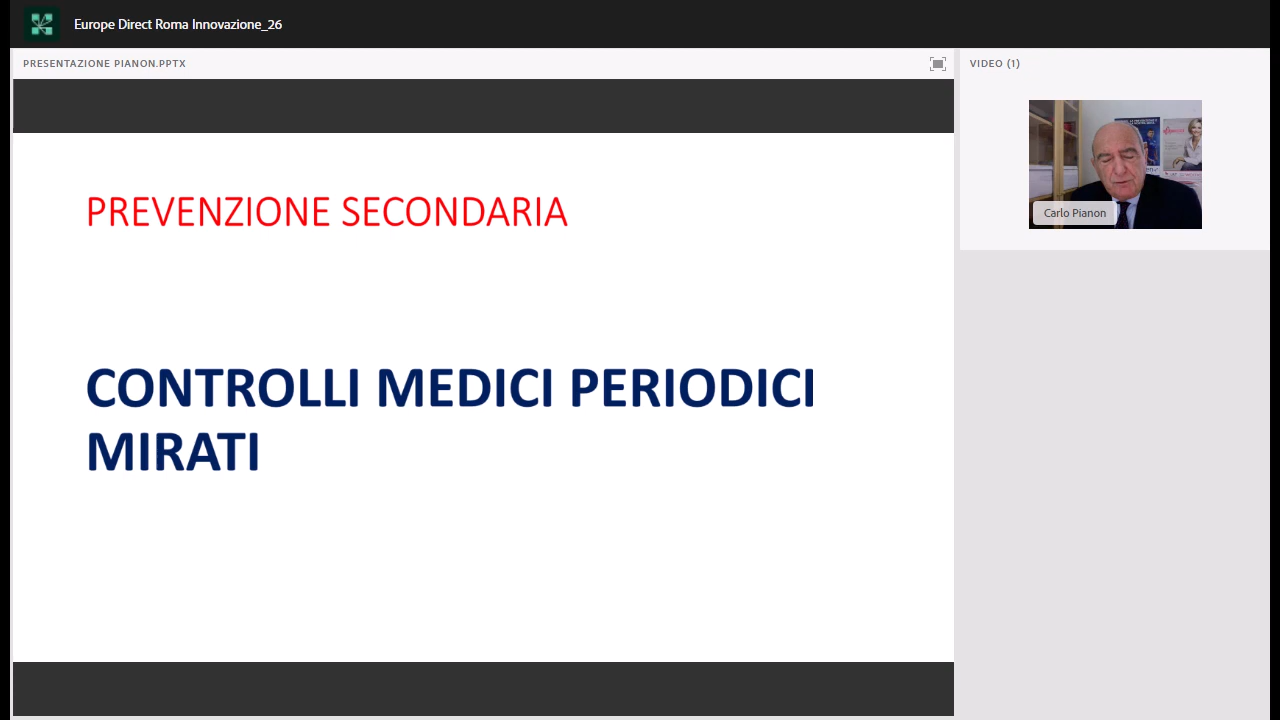 Europe Direct Roma Innovazione_26
PRESENTAZIONE PIANON.PPTX
VIDEO (1)
PREVENZIONE SECONDARIA
CONTROLLI MEDICI PERIODICI
MIRATI
Carlo Pianon